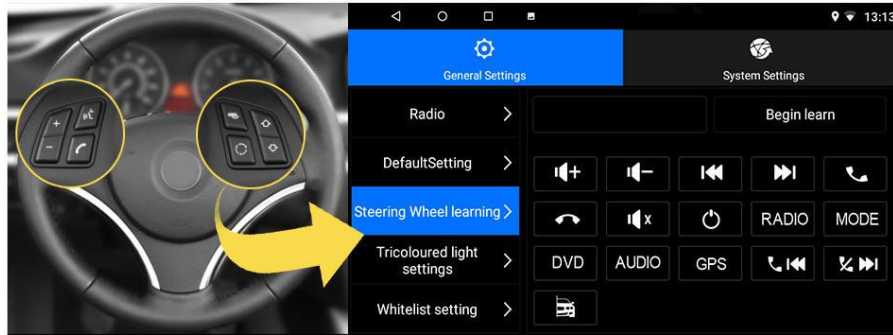 13:13
General Settings
System Settings
Radio
Begin learn
DefaultSetting
Steering Wheel learning
Tricoloured light
settings
Whitelist setting
RADIO
MODE
DVD
AUDIO
GPS